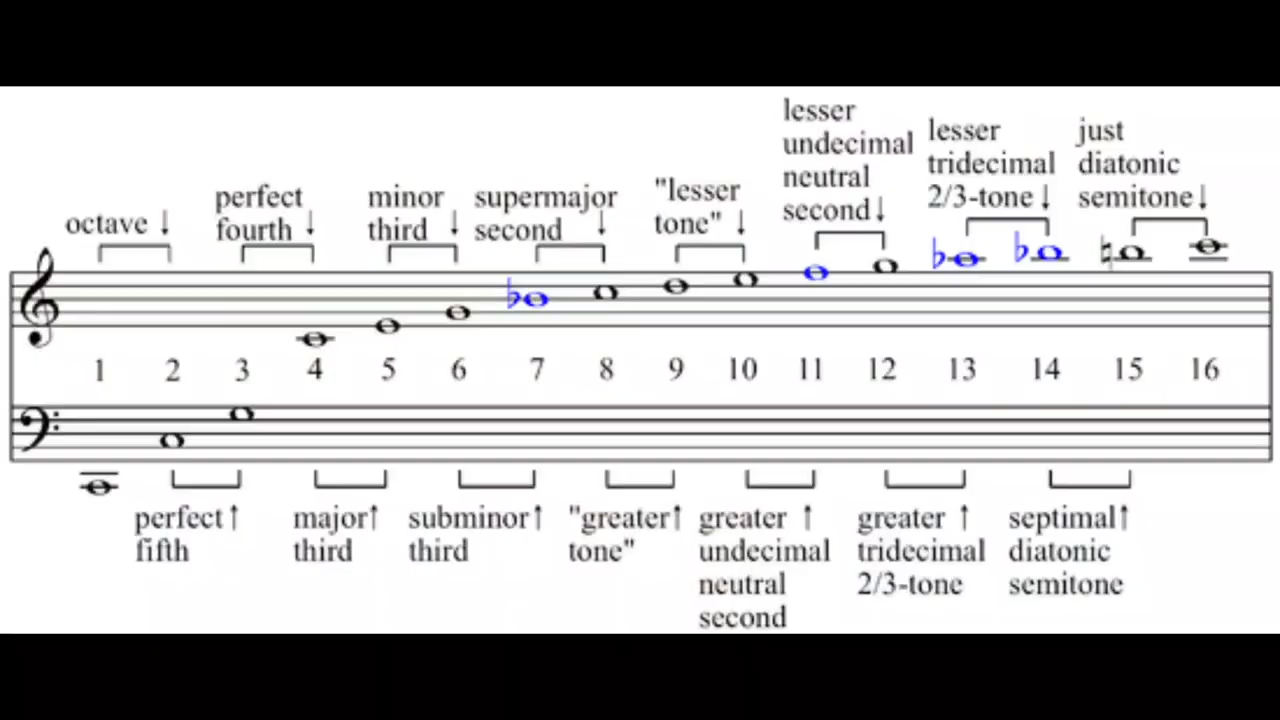 octave ↓
perfect
fourth ↓
minor
third ↓
supermajor
second ↓
"lesser
tone" ↓
lesser
undecimal
neutral
second↓
lesser
tridecimal
2/3-tone↓
just
diatonic
semitone↓
1 2 3 4 5 6 7 8 9 10 11 12 13 14 15 16
perfect↑
fifth
major↑
third
subminor↑
third
"greater↑
tone"
greater ↑
undecimal
neutral
second
greater ↑
tridecimal
2/3-tone
septimal↑
diatonic
semitone